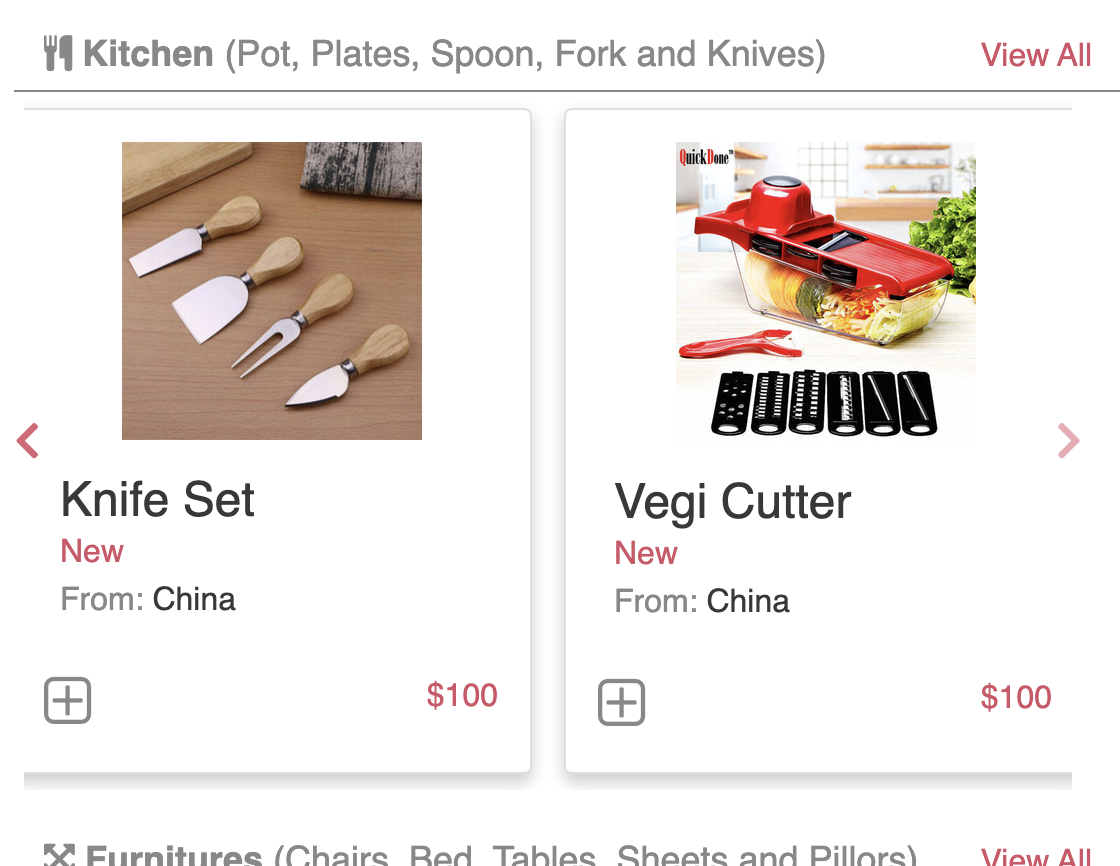 Kitchen (Pot, Plates, Spoon, Fork and Knives) View All
QuickDone™
Knife Set
New
From: China
$100
Vegi Cutter
New
From: China
$100
Furnitures (Chairs, Bed, Tables, Sheets and Pillors) View All